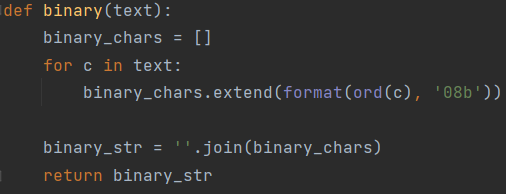 def binary(text):
    binary_chars = []
    for c in text:
        binary_chars.extend(format(ord(c), '08b'))

    binary_str = ''.join(binary_chars)
    return binary_str